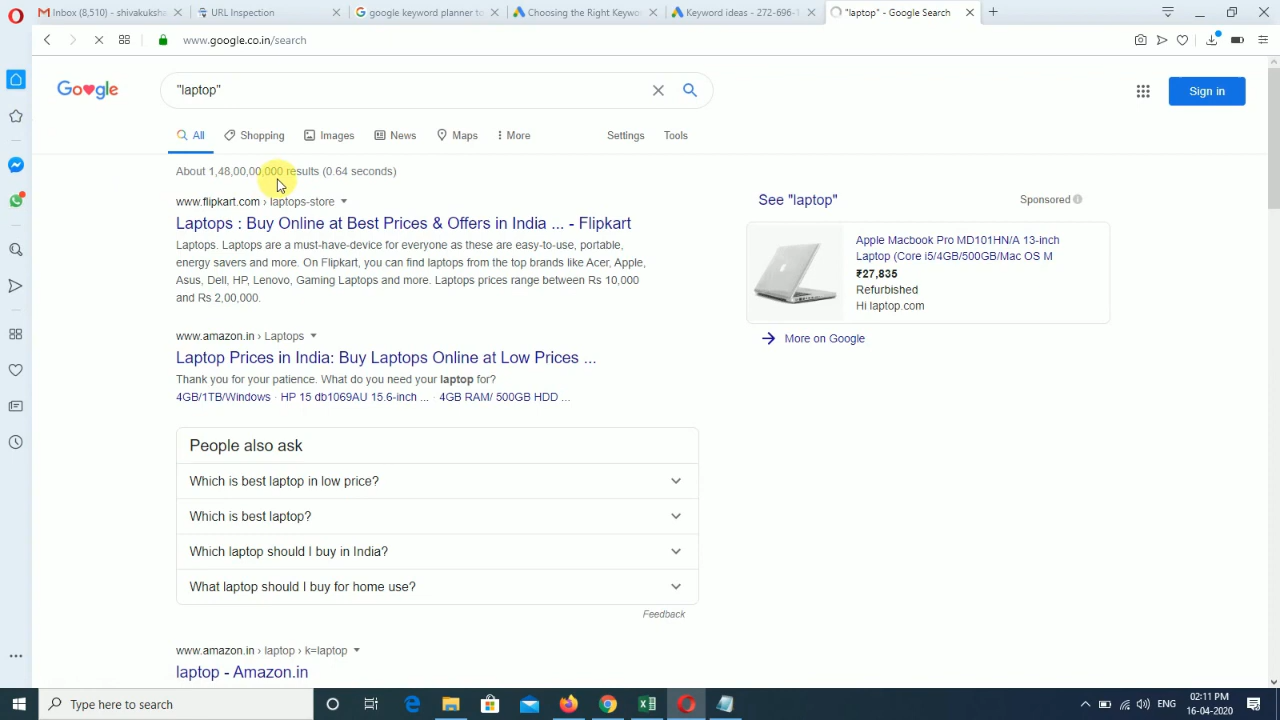 Inbox (8,510) - shivakuksha
URL Inspection
google keyword planner to
Choosing the Right Keywor
Keyword ideas - 272-696-1
"laptop" - Google Search
www.google.co.in/search
Google
"laptop"
Sign in
All
Shopping
Images
News
Maps
More
Settings
Tools
About 1,48,00,00,000 results (0.64 seconds)
www.flipkart.com › laptops-store
Laptops : Buy Online at Best Prices & Offers in India ... - Flipkart
Laptops. Laptops are a must-have-device for everyone as these are easy-to-use, portable,
energy savers and more. On Flipkart, you can find laptops from the top brands like Acer, Apple,
Asus, Dell, HP, Lenovo, Gaming Laptops and more. Laptops prices range between Rs 10,000
and Rs 2,00,000.
www.amazon.in › Laptops
Laptop Prices in India: Buy Laptops Online at Low Prices ...
Thank you for your patience. What do you need your laptop for?
4GB/1TB/Windows · HP 15 db1069AU 15.6-inch ... · 4GB RAM/ 500GB HDD ...
People also ask
Which is best laptop in low price?
Which is best laptop?
Which laptop should I buy in India?
What laptop should I buy for home use?
Feedback
www.amazon.in › laptop › k=laptop
laptop - Amazon.in
See "laptop"
Sponsored
Apple Macbook Pro MD101HN/A 13-inch
Laptop (Core i5/4GB/500GB/Mac OS M
₹27,835
Refurbished
Hi laptop.com
More on Google
Type here to search
ENG
02:11 PM
16-04-2020